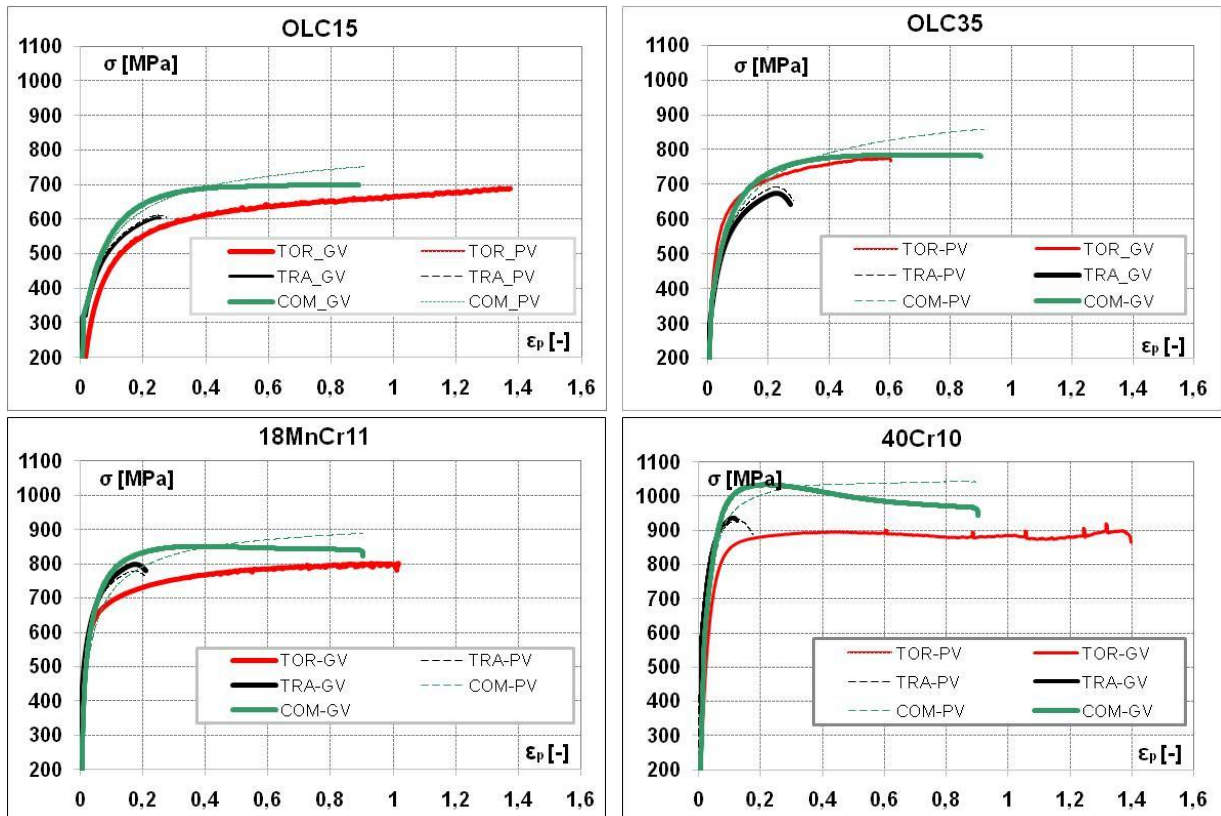 OLC15
σ [MPa]
1100
1000
900
800
700
600
500
400
300
200
TOR_GV TOR_PV
TRA_GV TRA_PV
COM_GV COM_PV
εp [-]
0 0,2 0,4 0,6 0,8 1 1,2 1,4 1,6
OLC35
σ [MPa]
1100
1000
900
800
700
600
500
400
300
200
TOR-PV TOR_GV
TRA-PV TRA_GV
COM-PV COM-GV
εp [-]
0 0,2 0,4 0,6 0,8 1 1,2 1,4 1,6
18MnCr11
σ [MPa]
1100
1000
900
800
700
600
500
400
300
200
TOR-GV TRA-PV
TRA-GV COM-PV
COM-GV
εp [-]
0 0,2 0,4 0,6 0,8 1 1,2 1,4 1,6
40Cr10
σ [MPa]
1100
1000
900
800
700
600
500
400
300
200
TOR-PV TOR-GV
TRA-PV TRA-GV
COM-PV COM-GV
εp [-]
0 0,2 0,4 0,6 0,8 1 1,2 1,4 1,6